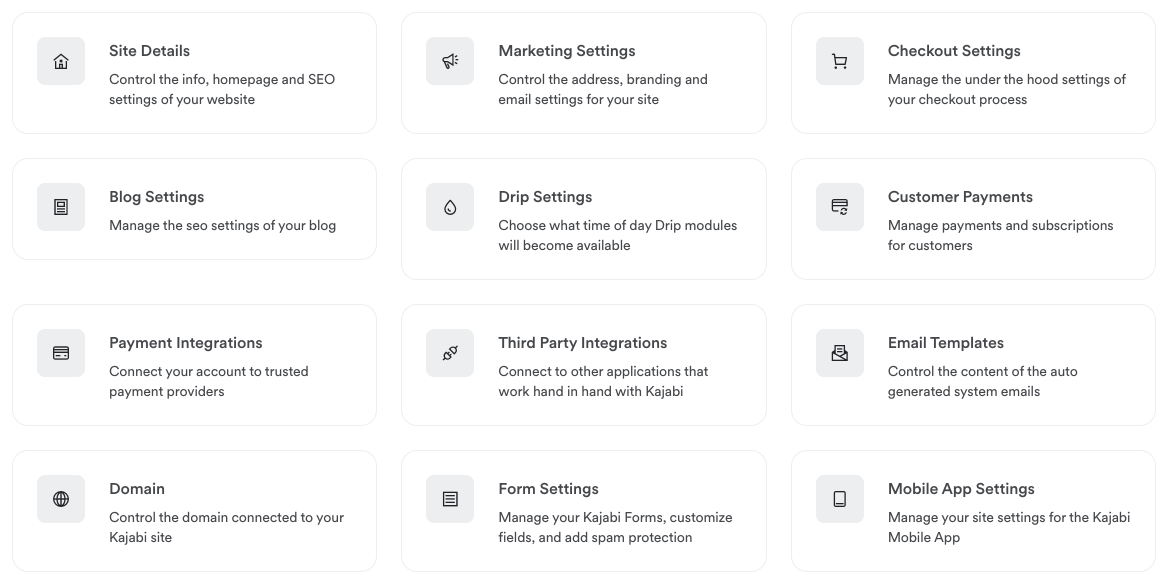 Site Details
Control the info, homepage and SEO
settings of your website
Marketing Settings
Control the address, branding and
email settings for your site
Checkout Settings
Manage the under the hood settings of
your checkout process
Blog Settings
Manage the seo settings of your blog
Drip Settings
Choose what time of day Drip modules
will become available
Customer Payments
Manage payments and subscriptions
for customers
Payment Integrations
Connect your account to trusted
payment providers
Third Party Integrations
Connect to other applications that
work hand in hand with Kajabi
Email Templates
Control the content of the auto
generated system emails
Domain
Control the domain connected to your
Kajabi site
Form Settings
Manage your Kajabi Forms, customize
fields, and add spam protection
Mobile App Settings
Manage your site settings for the Kajabi
Mobile App